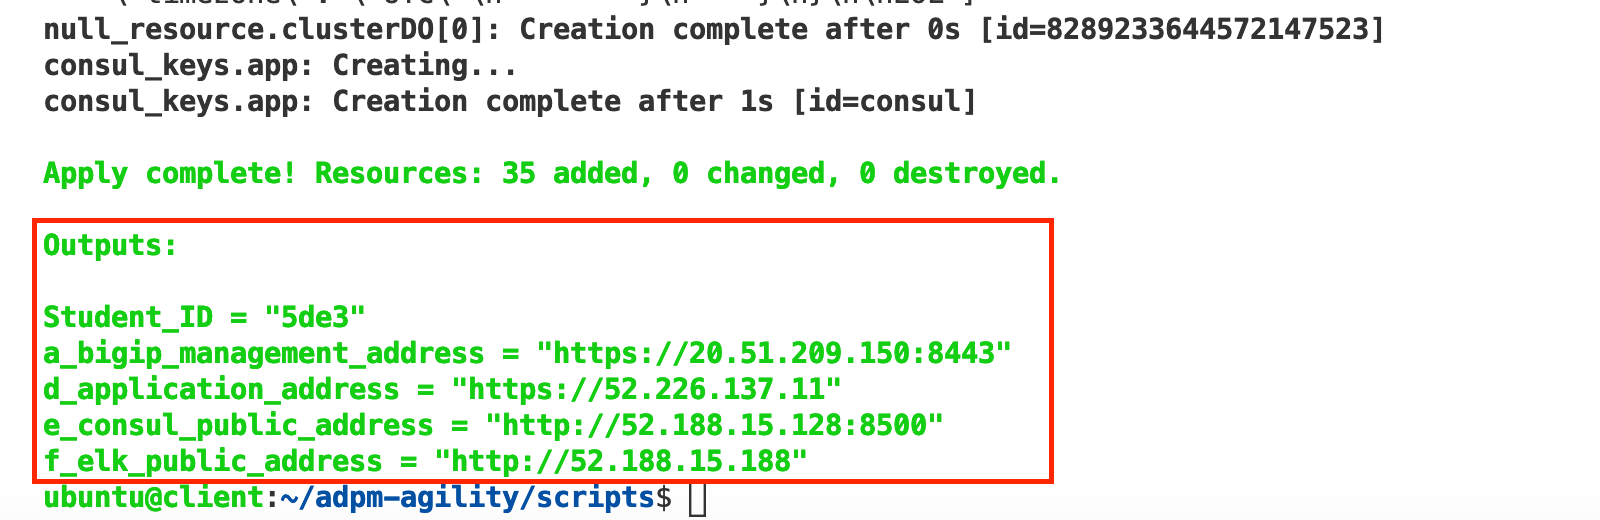 null_resource.clusterDO[0]: Creation complete after 0s [id=8289233644572147523]
consul_keys.app: Creating...
consul_keys.app: Creation complete after 1s [id=consul]
Apply complete! Resources: 35 added, 0 changed, 0 destroyed.
Outputs:
Student_ID = "5de3"
a_bigip_management_address = "https://20.51.209.150:8443"
d_application_address = "https://52.226.137.11"
e_consul_public_address = "http://52.188.15.128:8500"
f_elk_public_address = "http://52.188.15.188"
ubuntu@client:~/adpm-agility/scripts$